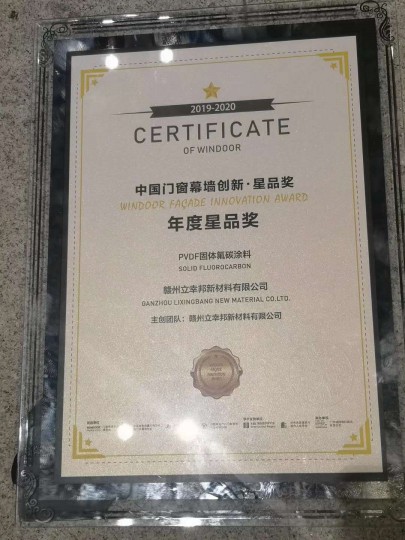 2019-2020
CERTIFICATE
OF WINDOOR
中国门窗幕墙创新·星品奖
WINDOOR FAÇADE INNOVATION AWARD
年度星品奖
PVDF固体氟碳涂料
SOLID FLUOROCARBON
赣州立幸邦新材料有限公司
GANZHOU LIXINGBANG NEW MATERIAL CO.LTD.
主创团队：赣州立幸邦新材料有限公司